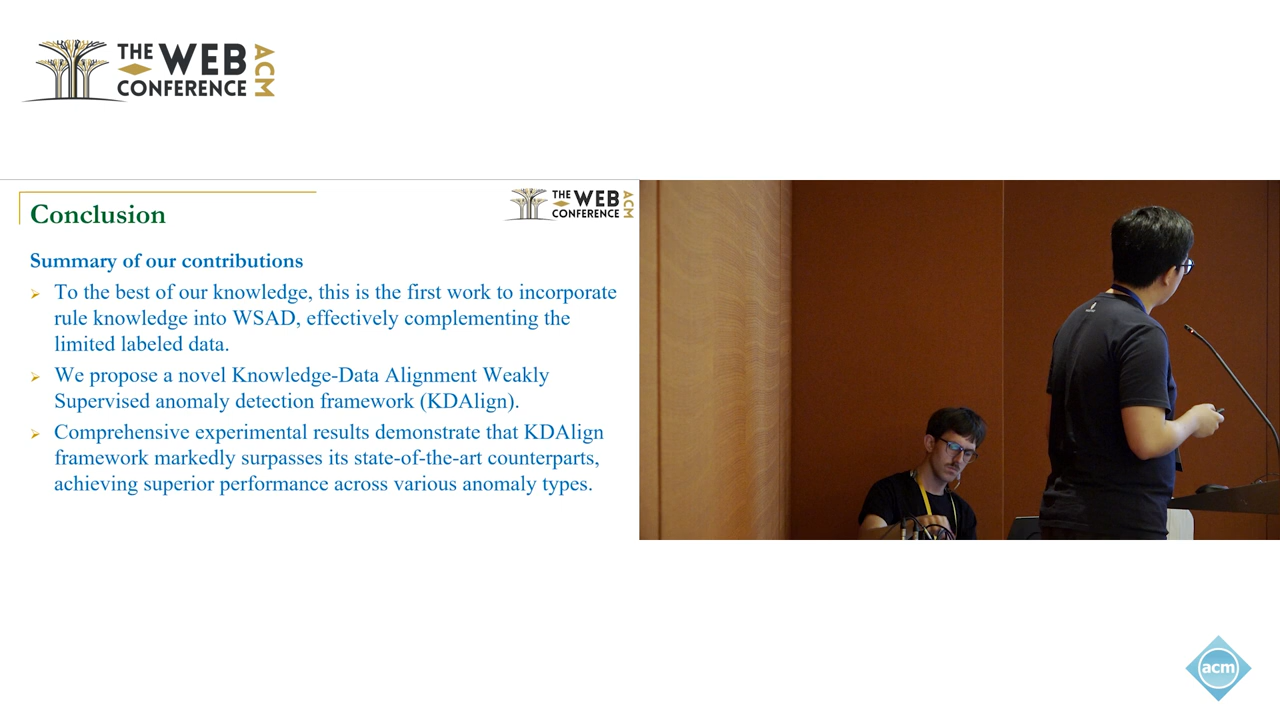 THE WEB
CONFERENCE
ACM
Conclusion
THE WEB
CONFERENCE
ACM
Summary of our contributions
➢ To the best of our knowledge, this is the first work to incorporate
rule knowledge into WSAD, effectively complementing the
limited labeled data.
➢ We propose a novel Knowledge-Data Alignment Weakly
Supervised anomaly detection framework (KDAlign).
➢ Comprehensive experimental results demonstrate that KDAlign
framework markedly surpasses its state-of-the-art counterparts,
achieving superior performance across various anomaly types.
acm